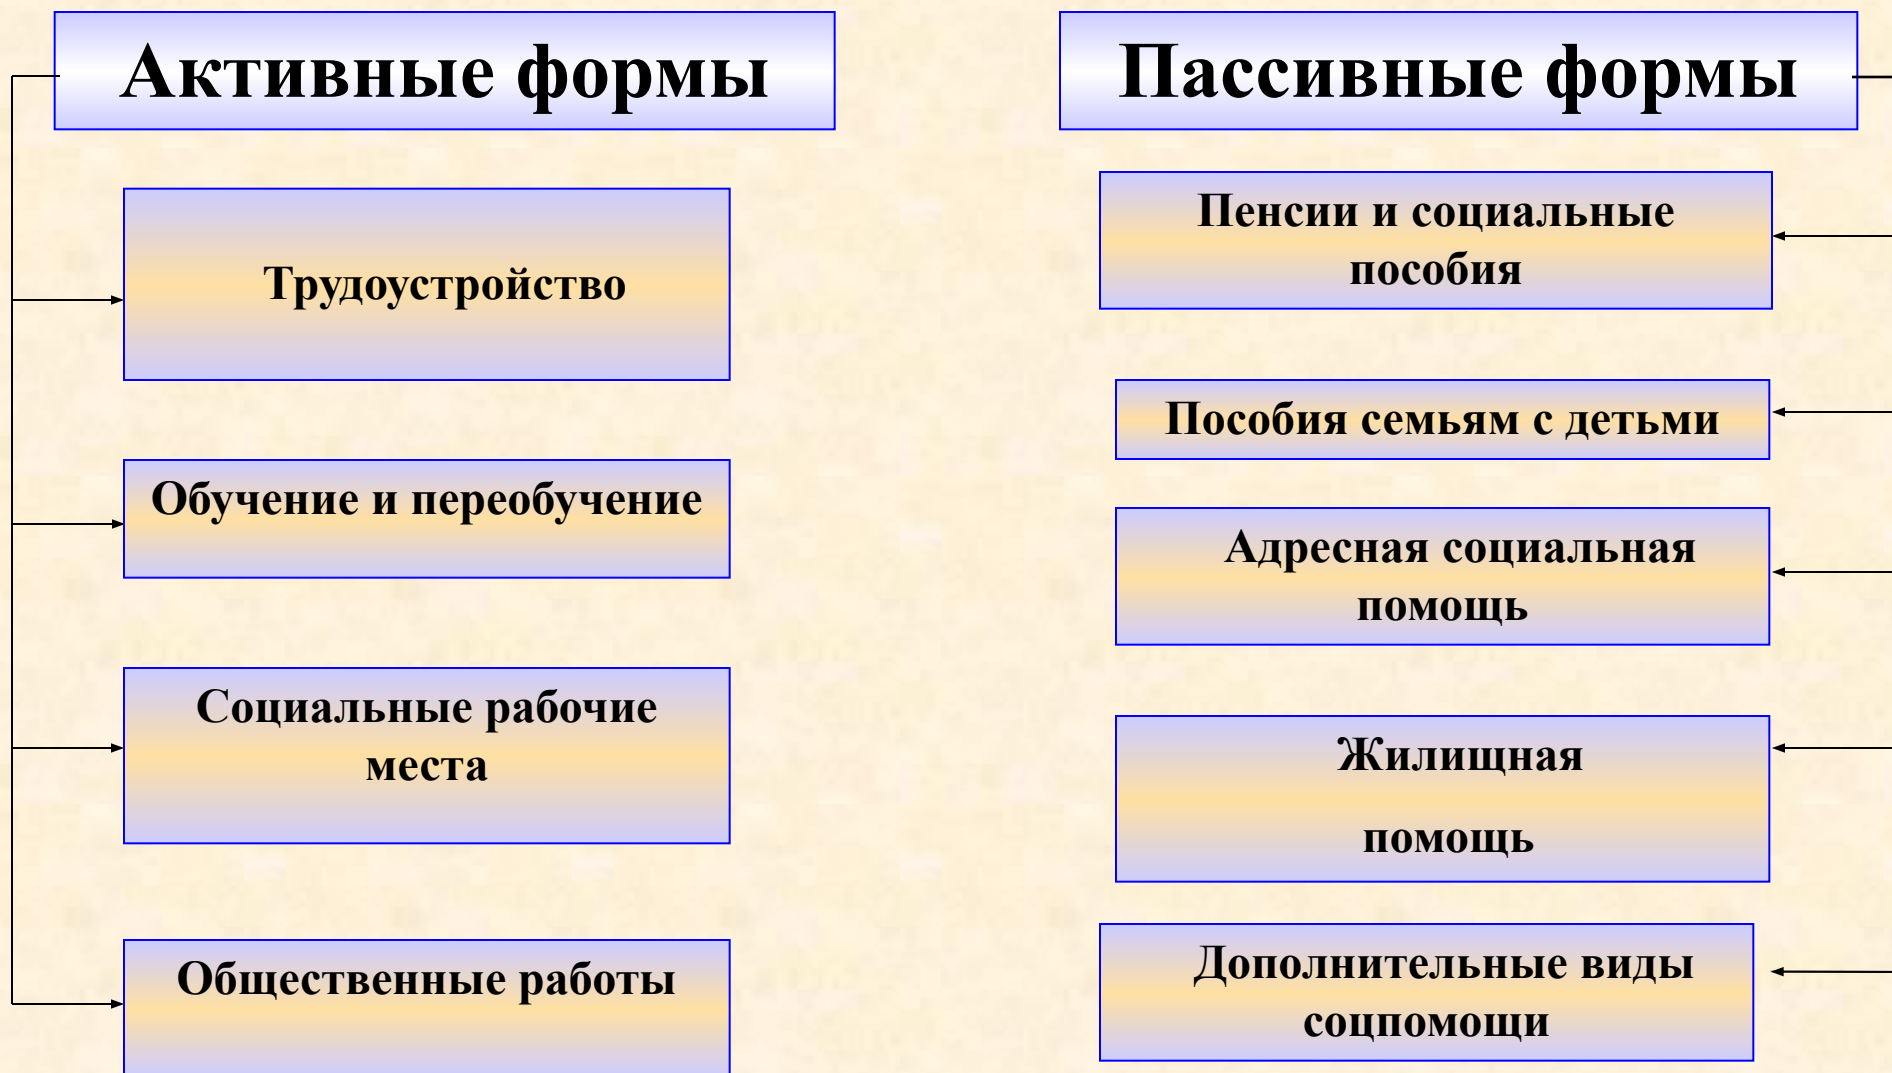 Активные формы
Трудоустройство
Обучение и переобучение
Социальные рабочие
места
Общественные работы
Пассивные формы
Пенсии и социальные
пособия
Пособия семьям с детьми
Адресная социальная
помощь
Жилищная
помощь
Дополнительные виды
соцпомощи